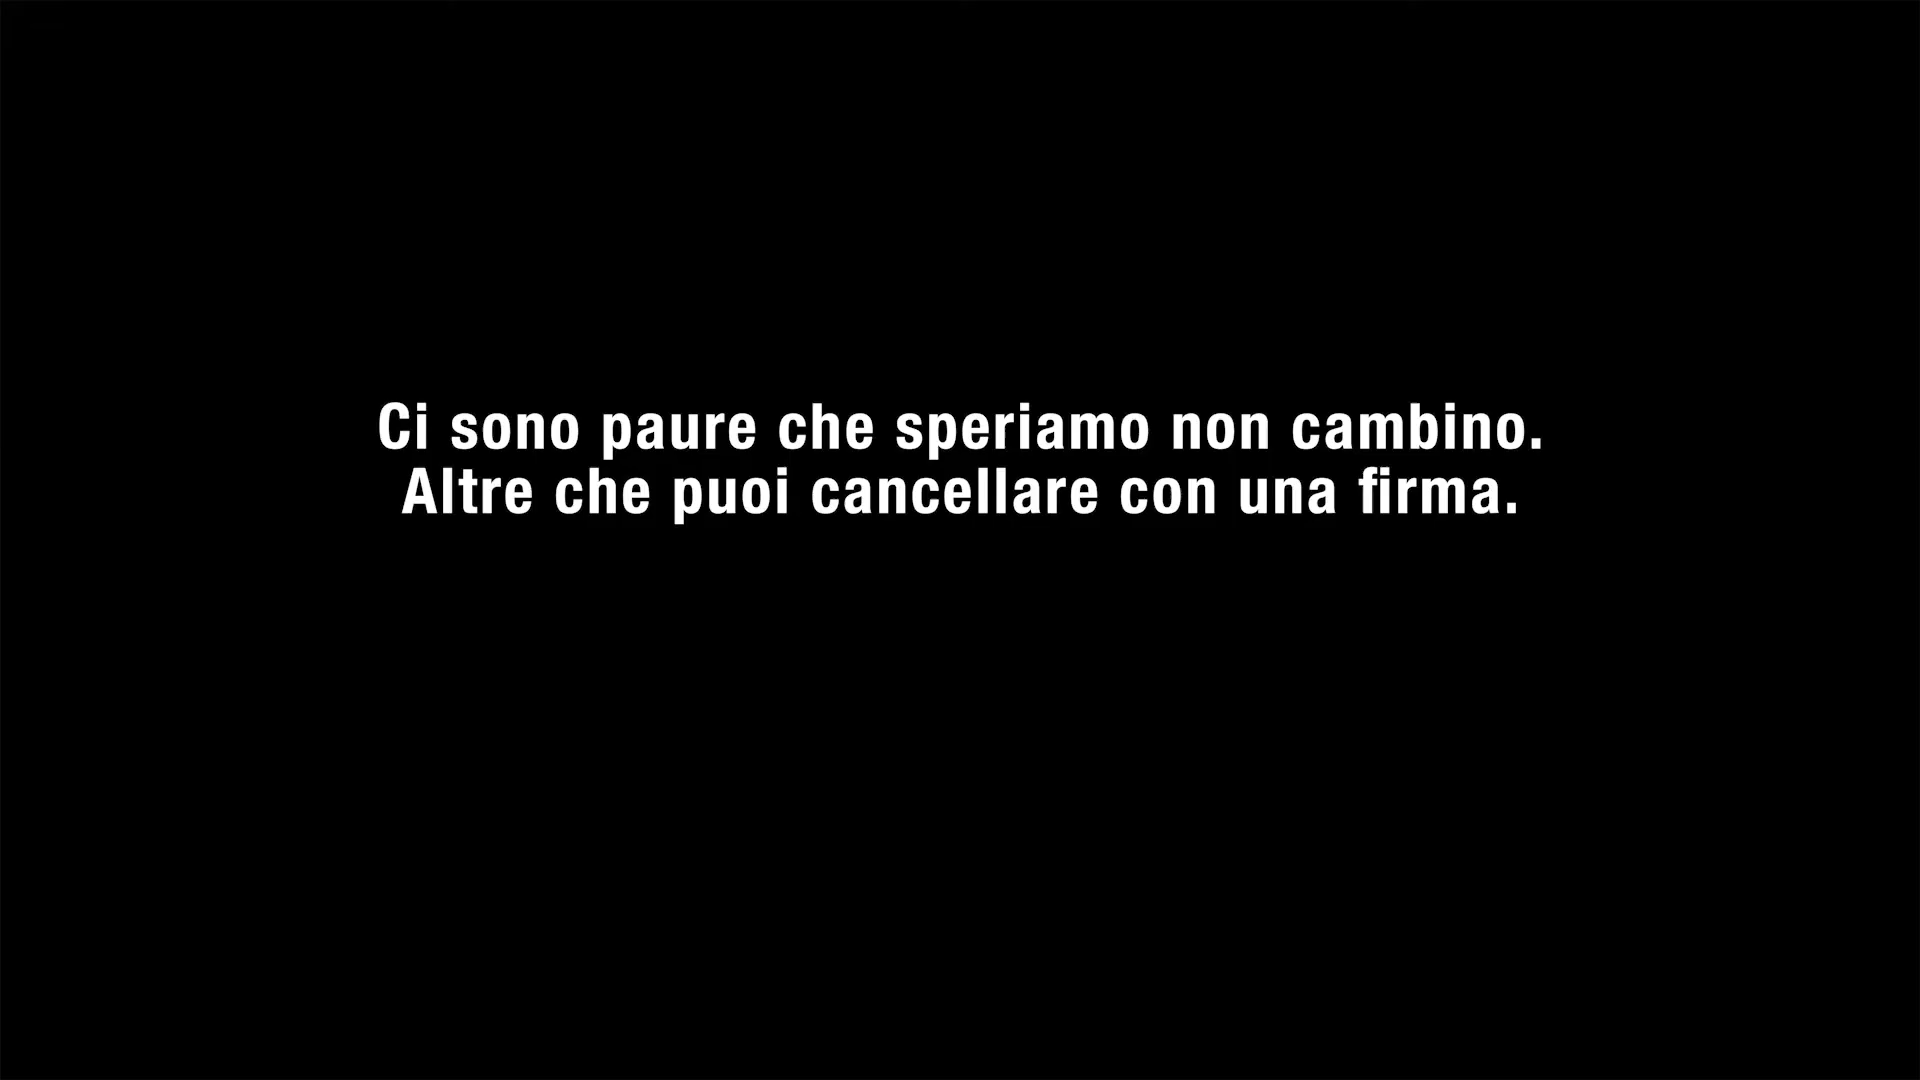 Ci sono paure che speriamo non cambino.
Altre che puoi cancellare con una firma.